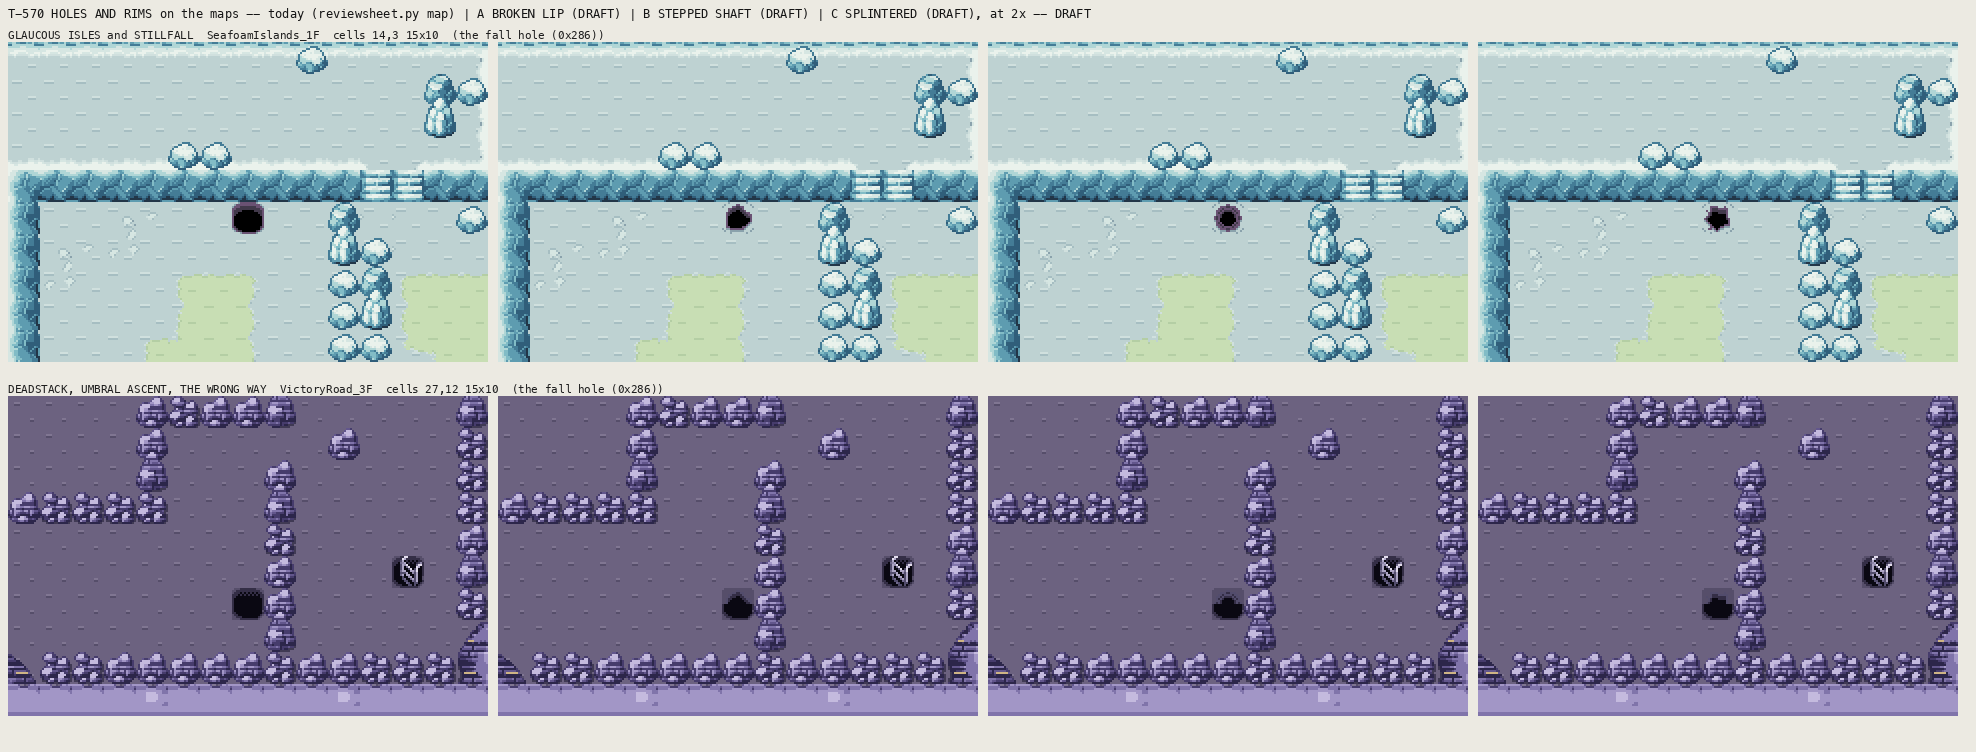 T—570 HOLES AND RIMS on the maps —— today (reviewsheet.py map) | A BROKEN LIP (DRAFT) | B STEPPED SHAFT (DRAFT) | C SPLINTERED (DRAFT), at 2x —— DRAFT
GLAUCOUS ISLES and STILLFALL  SeafoamIslands_1F  cells 14,3 15x10  (the fall hole (0x286))
DEADSTACK, UMBRAL ASCENT, THE WRONG WAY  VictoryRoad_3F  cells 27,12 15x10  (the fall hole (0x286))